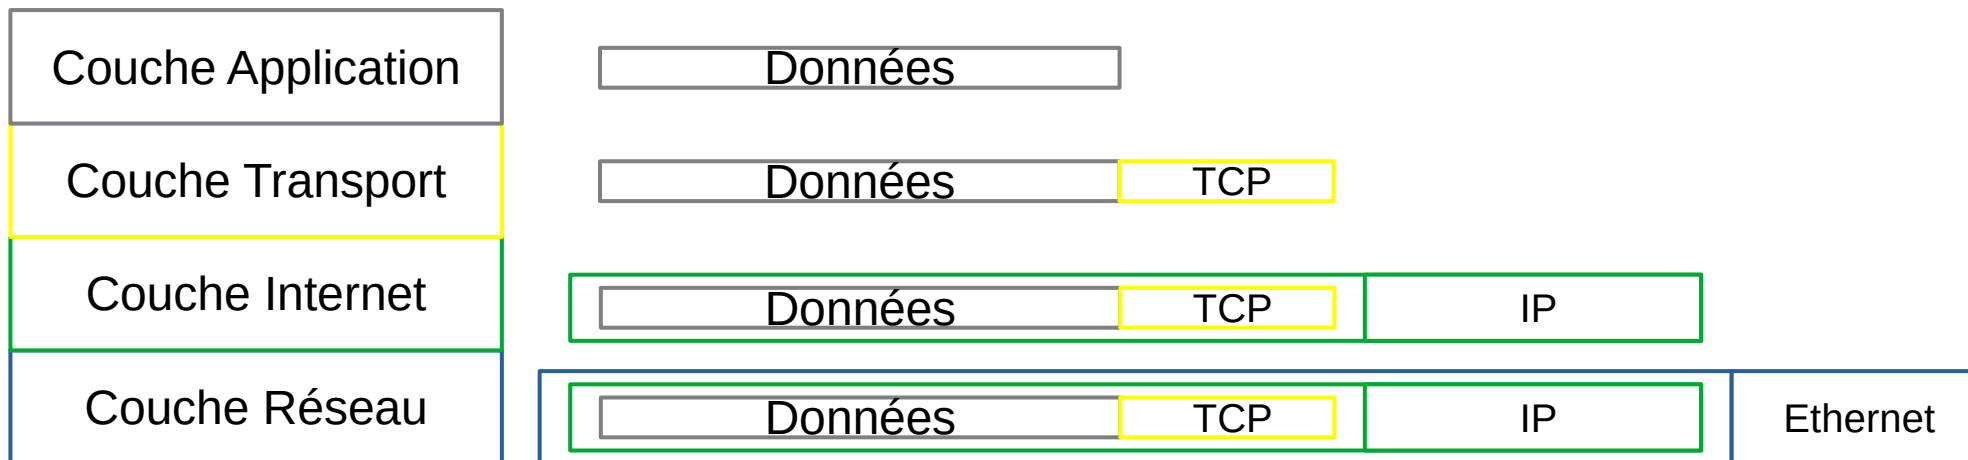 Couche Application
Données
Couche Transport
Données TCP
Couche Internet
Données TCP IP
Couche Réseau
Données TCP IP Ethernet